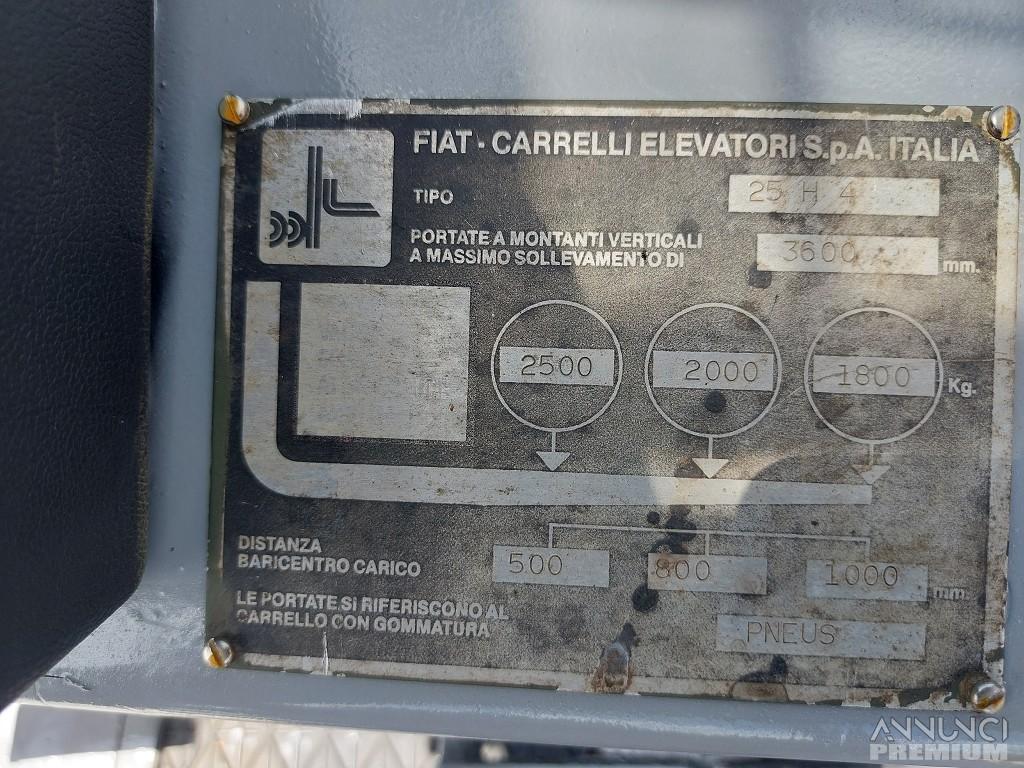 FIAT - CARRELLI ELEVATORI S.p.A. ITALIA
TIPO 25 H 4
PORTATE A MONTANTI VERTICALI
A MASSIMO SOLLEVAMENTO DI 3600 mm.
2500 2000 1800 Kg.
DISTANZA
BARICENTRO CARICO 500 800 1000 mm.
LE PORTATE SI RIFERISCONO AL
CARRELLO CON GOMMATURA PNEUS
ANNUNCI
PREMIUM